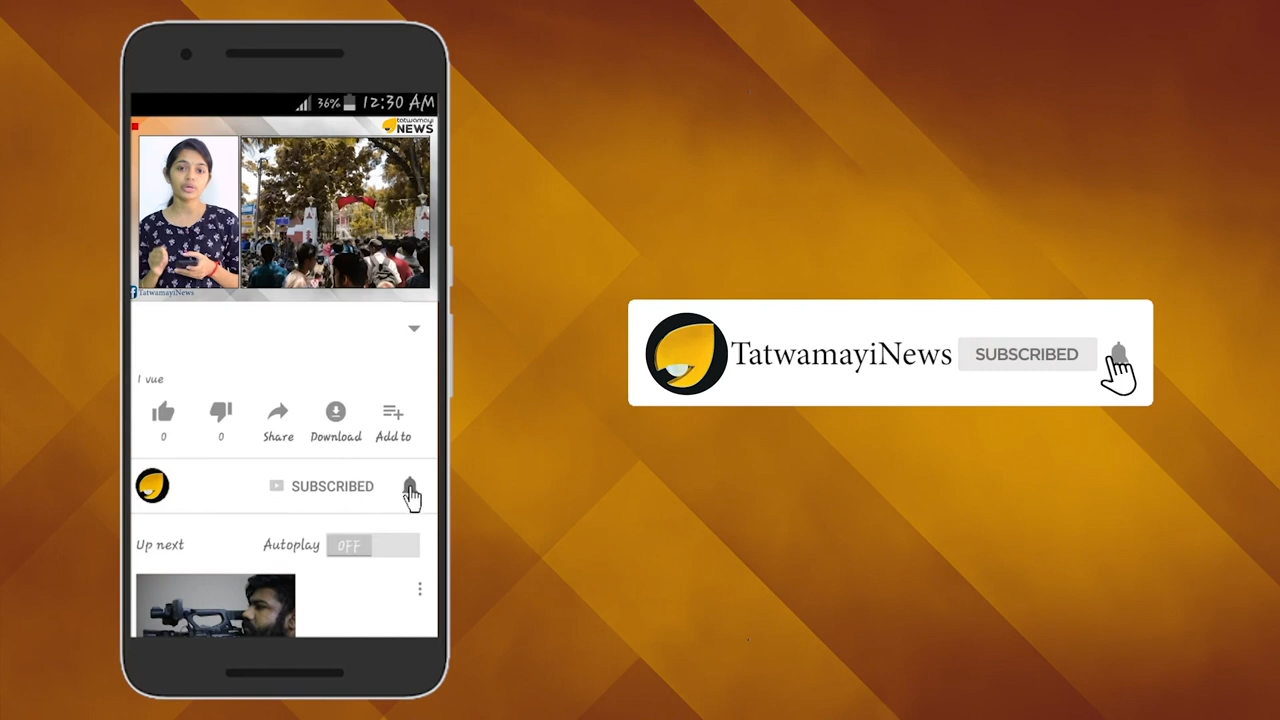 36% 12:30 AM
tatwamayi
NEWS
TatwamayiNews
1 vue
0 0 Share Download Add to
SUBSCRIBED
Up next Autoplay OFF
TatwamayiNews SUBSCRIBED